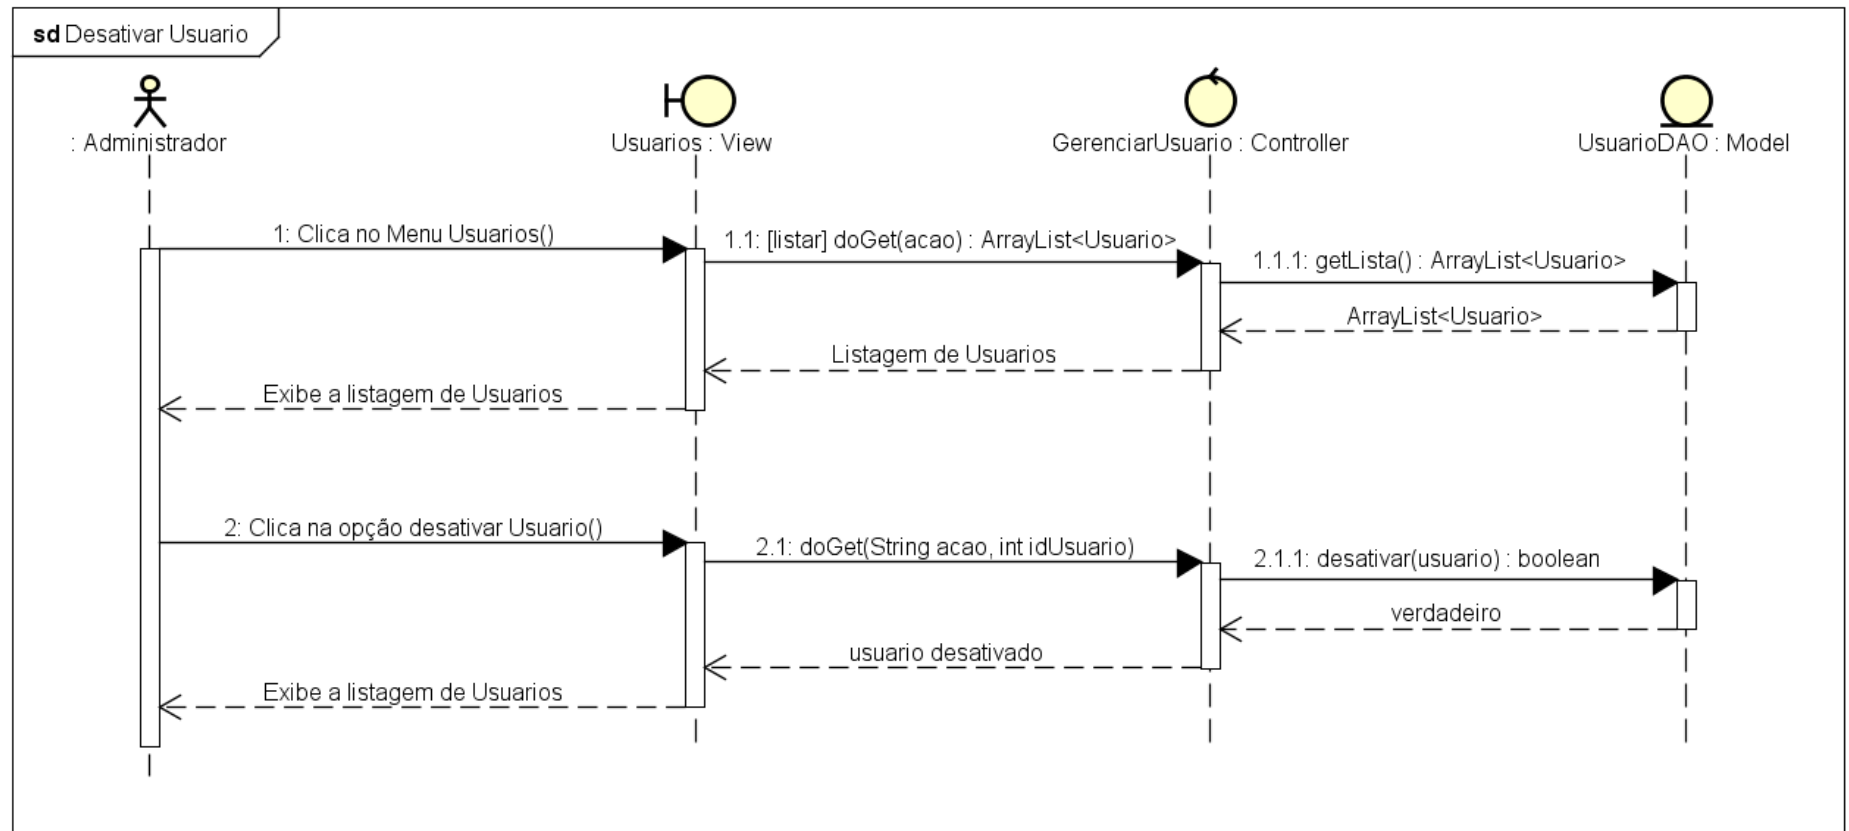 sd Desativar Usuario
: Administrador
Usuarios : View
GerenciarUsuario : Controller
UsuarioDAO : Model
1: Clica no Menu Usuarios()
1.1: [listar] doGet(acao) : ArrayList<Usuario>
1.1.1: getLista() : ArrayList<Usuario>
ArrayList<Usuario>
Listagem de Usuarios
Exibe a listagem de Usuarios
2: Clica na opção desativar Usuario()
2.1: doGet(String acao, int idUsuario)
2.1.1: desativar(usuario) : boolean
verdadeiro
usuario desativado
Exibe a listagem de Usuarios